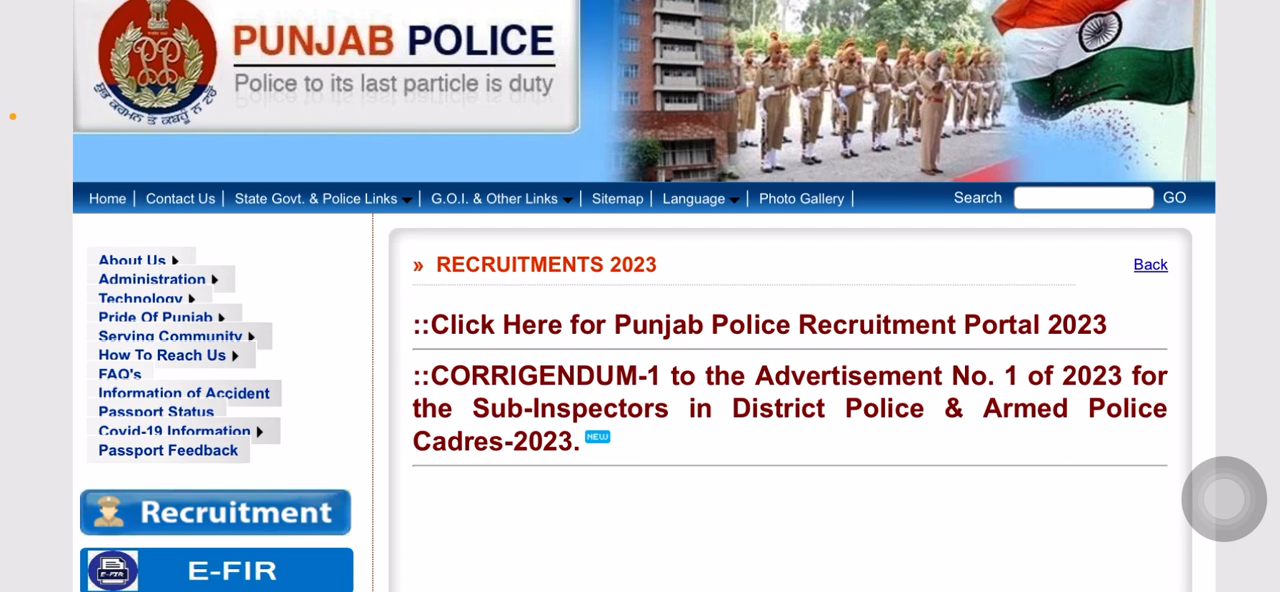 PUNJAB POLICE
Police to its last particle is duty
Home | Contact Us | State Govt. & Police Links | G.O.I. & Other Links | Sitemap | Language | Photo Gallery | Search GO
About Us
Administration
Technology
Pride Of Punjab
Serving Community
How To Reach Us
FAQ's
Information of Accident
Passport Status
Covid-19 Information
Passport Feedback
Recruitment
E-FIR
E-FIR
» RECRUITMENTS 2023 Back
::Click Here for Punjab Police Recruitment Portal 2023
::CORRIGENDUM-1 to the Advertisement No. 1 of 2023 for
the Sub-Inspectors in District Police & Armed Police
Cadres-2023. NEW